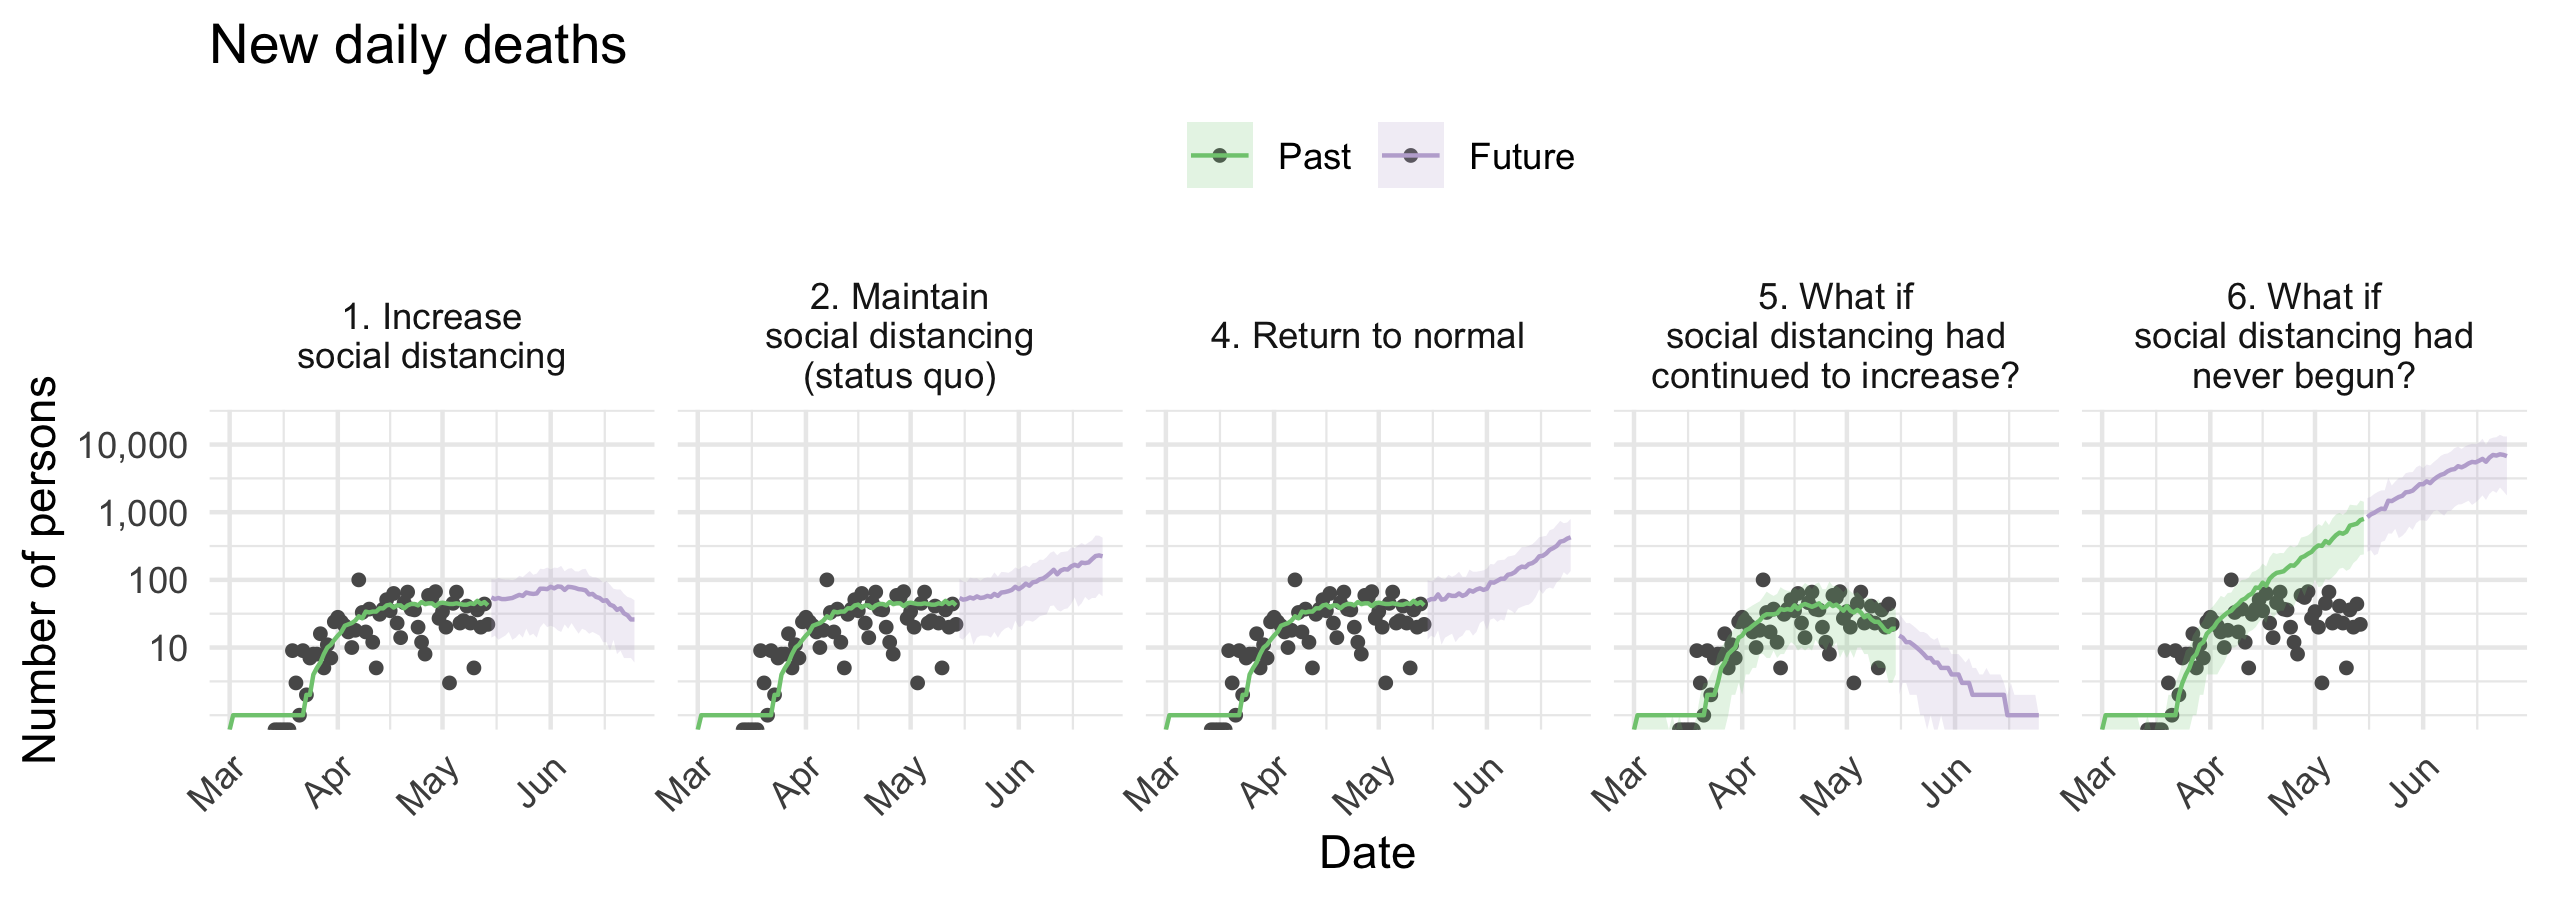 New daily deaths
Past
Future
1. Increase
social distancing
2. Maintain
social distancing
(status quo)
4. Return to normal
5. What if
social distancing had
continued to increase?
6. What if
social distancing had
never begun?
Number of persons
10,000
1,000
100
10
Mar
Apr
May
Jun
Mar
Apr
May
Jun
Mar
Apr
May
Jun
Mar
Apr
May
Jun
Mar
Apr
May
Jun
Date